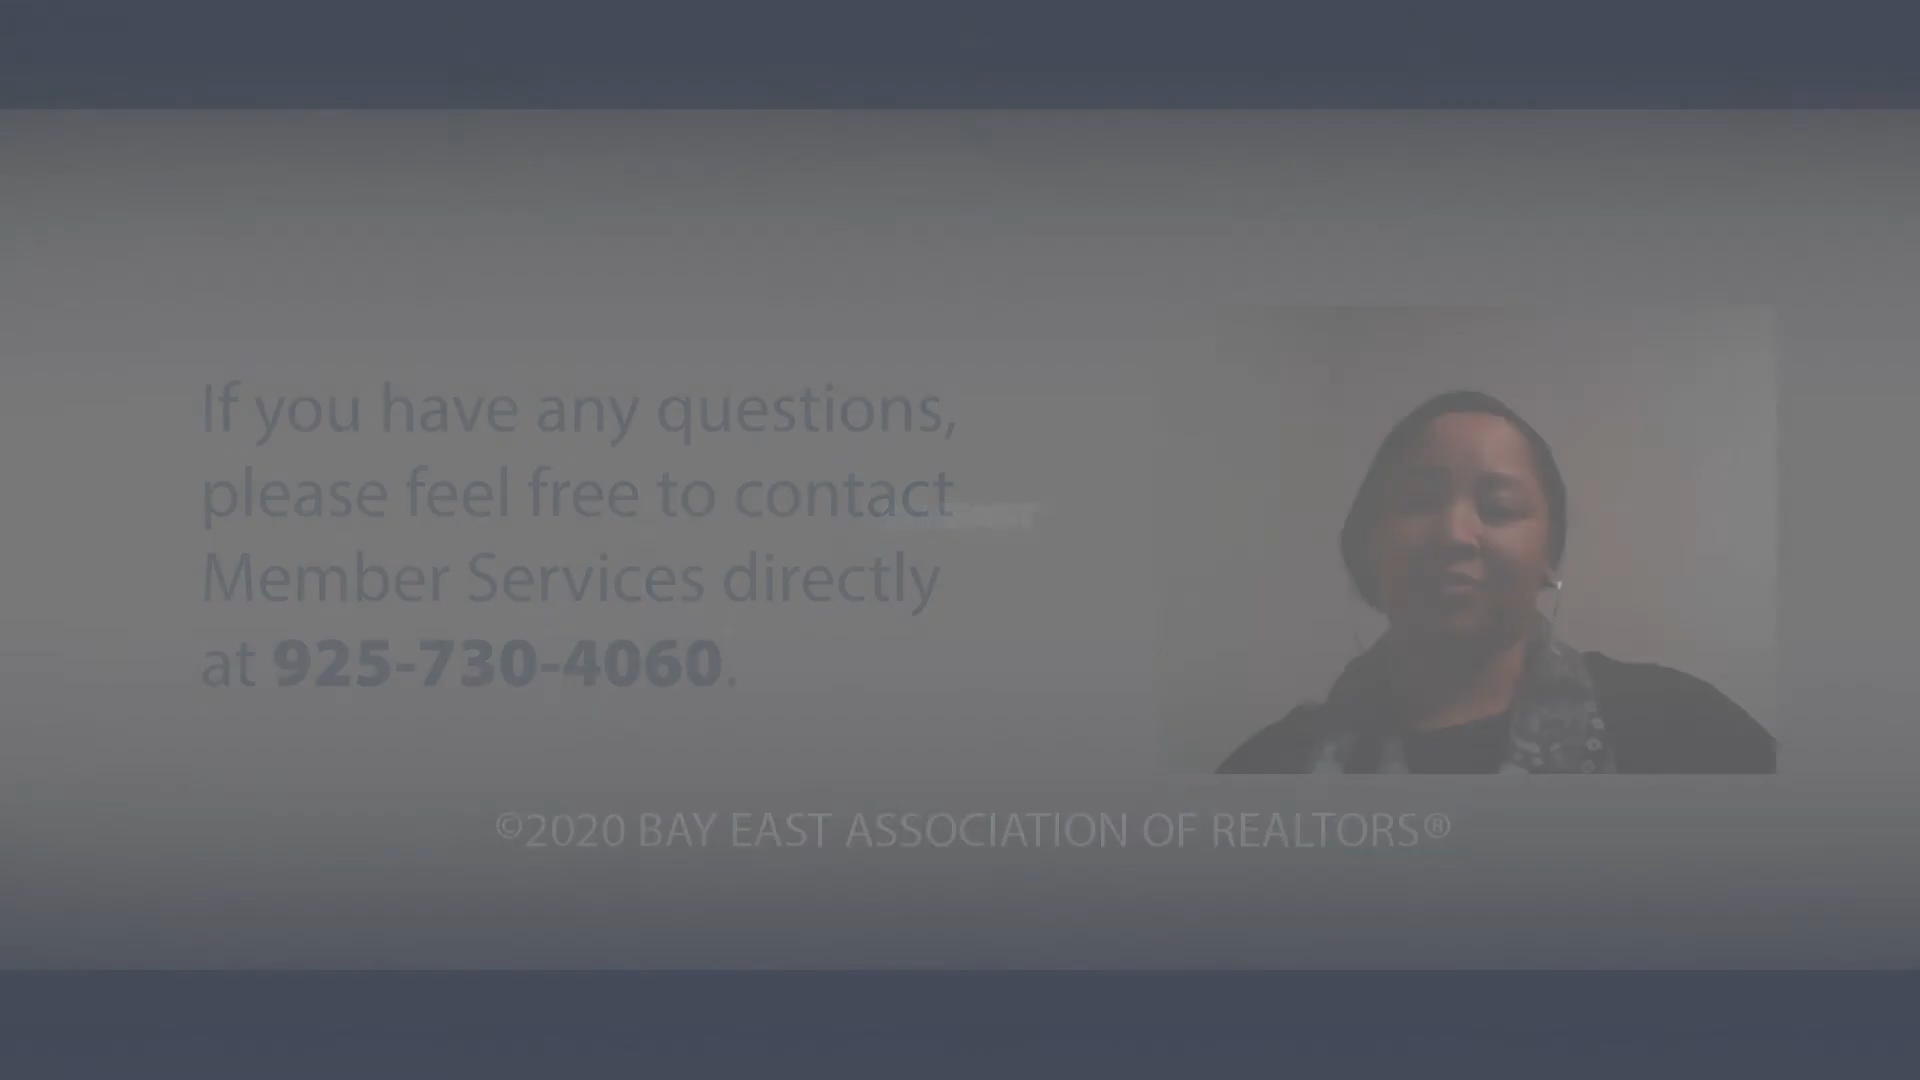 If you have any questions,
please feel free to contact
Member Services directly
at 925-730-4060.
©2020 BAY EAST ASSOCIATION OF REALTORS®